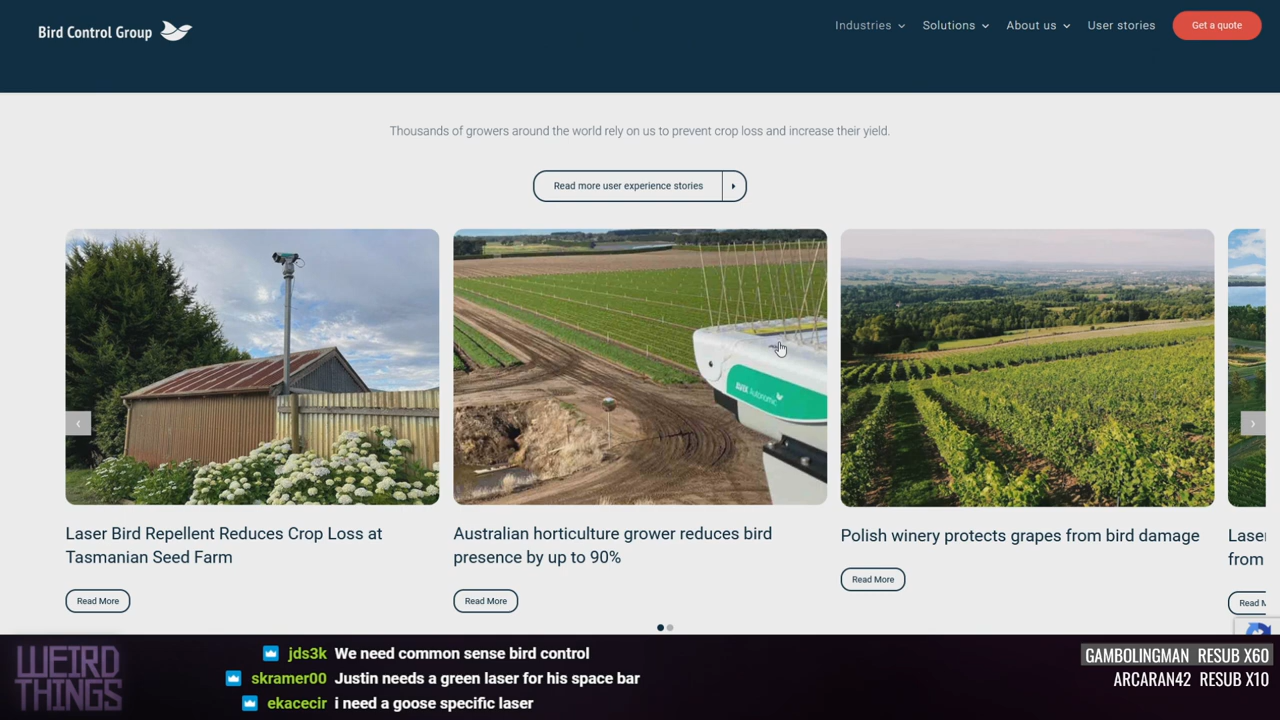 Bird Control Group
Industries
Solutions
About us
User stories
Get a quote
Thousands of growers around the world rely on us to prevent crop loss and increase their yield.
Read more user experience stories
Autonomic
Laser Bird Repellent Reduces Crop Loss at
Tasmanian Seed Farm
Read More
Australian horticulture grower reduces bird
presence by up to 90%
Read More
Polish winery protects grapes from bird damage
Read More
Laser
from
Read M
WEIRD
THINGS
jds3k We need common sense bird control
skramer00 Justin needs a green laser for his space bar
ekacecir i need a goose specific laser
GAMBOLINGMAN RESUB X60
ARCARAN42 RESUB X10